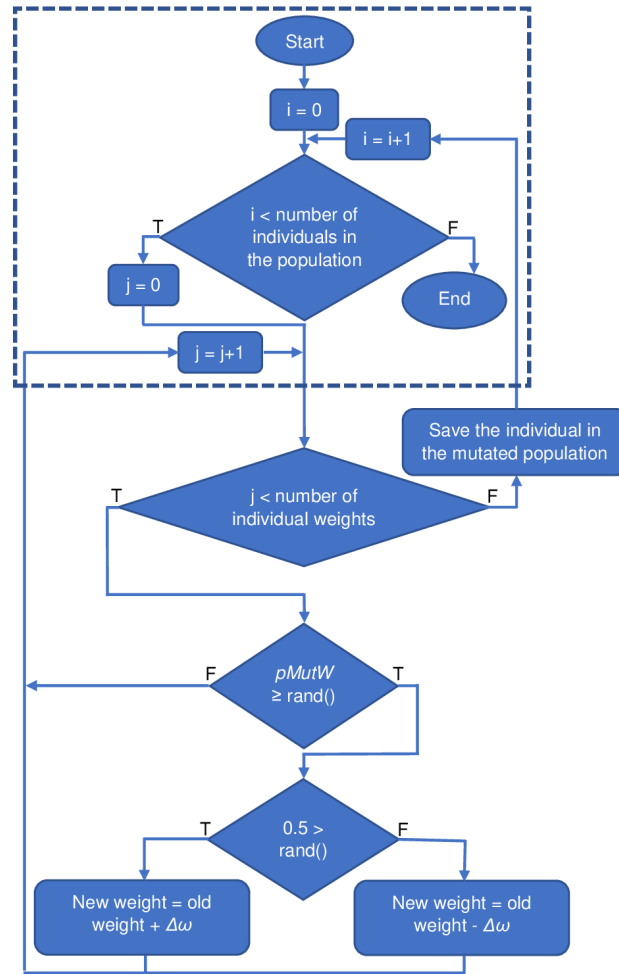 Start
i = 0
i = i+1
i < number of
individuals in
the population
T
F
j = 0
End
j = j+1
Save the individual in
the mutated population
j < number of
individual weights
T
F
pMutW
≥ rand()
F
T
0.5 >
rand()
T
F
New weight = old
weight + Δω
New weight = old
weight - Δω